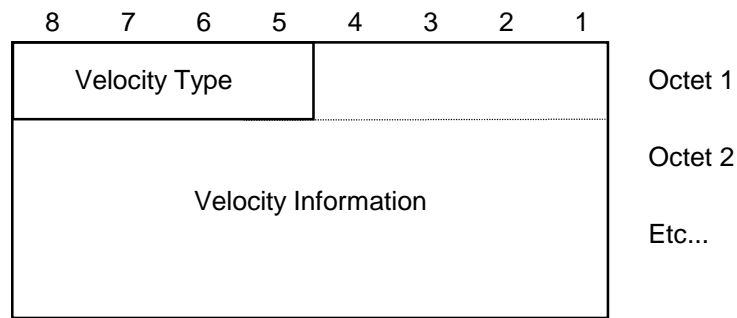 8 7 6 5 4 3 2 1
Velocity Type
Octet 1
Octet 2
Velocity Information
Etc...